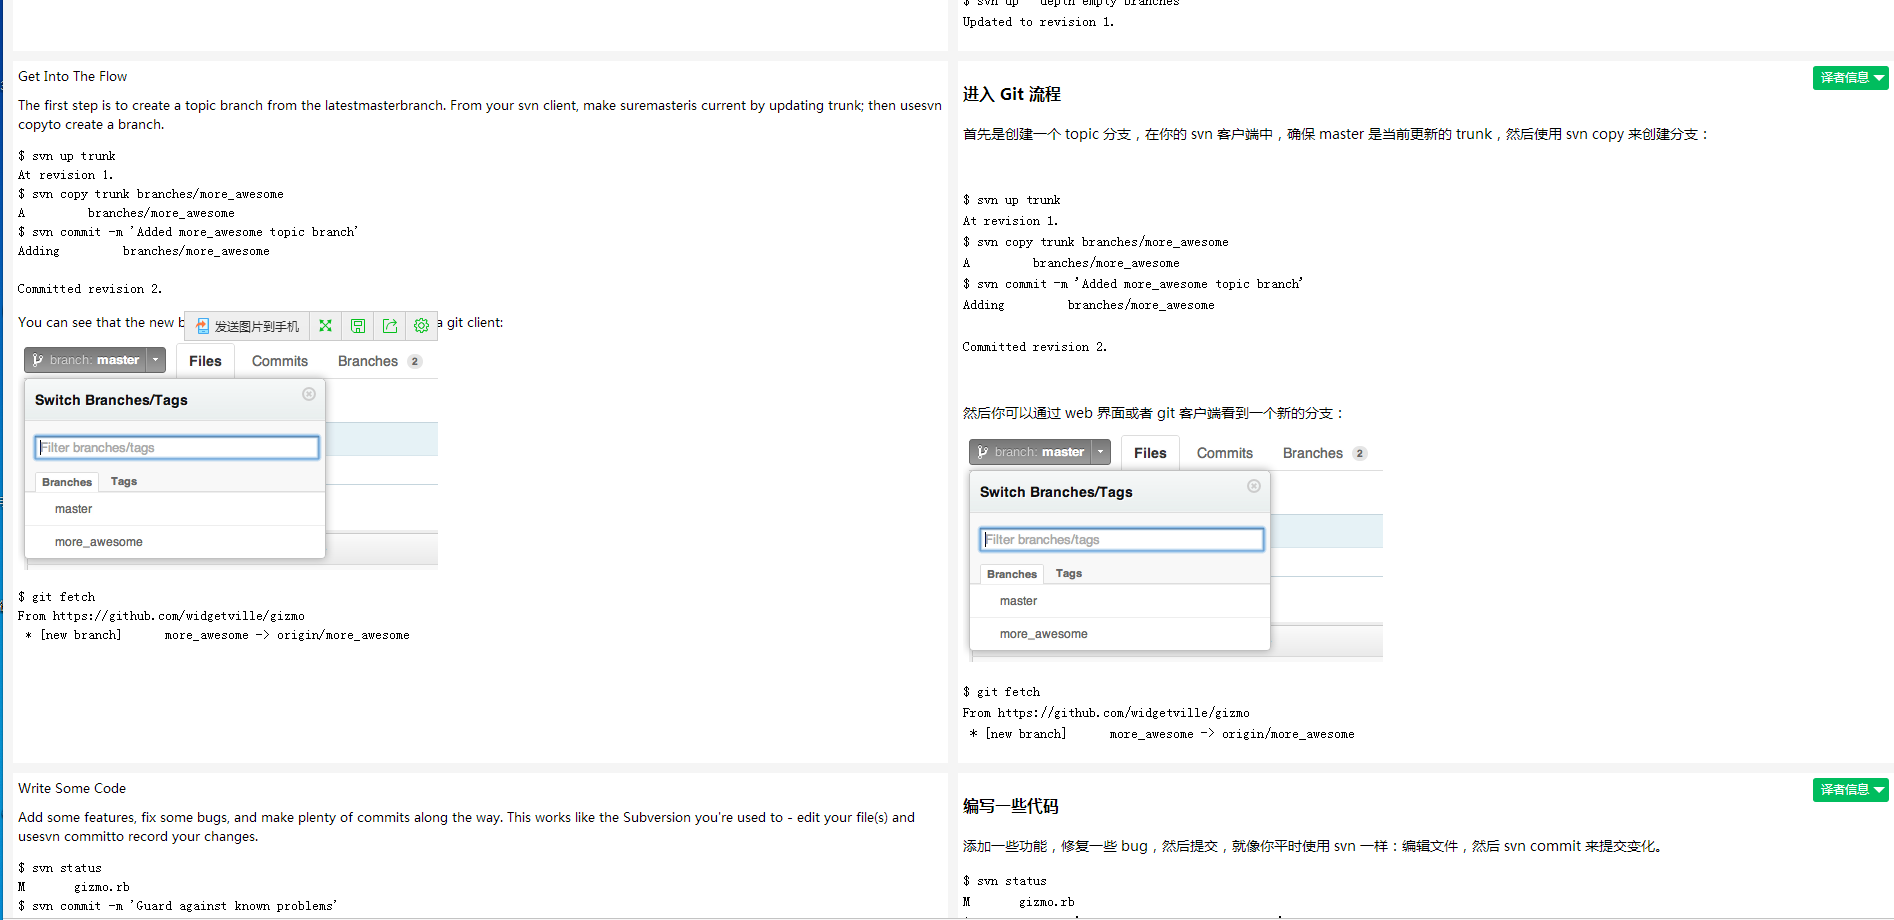 Get Into The Flow
The first step is to create a topic branch from the latestmasterbranch. From your svn client, make suremasteris current by updating trunk; then usesvn
copyto create a branch.
$ svn up trunk
At revision 1.
$ svn copy trunk branches/more_awesome
A         branches/more_awesome
$ svn commit -m 'Added more_awesome topic branch'
Adding         branches/more_awesome
Committed revision 2.
You can see that the new b
发送图片到手机
a git client:
branch: master
Files
Commits
Branches 2
Switch Branches/Tags
Filter branches/tags
Branches
Tags
master
more_awesome
$ git fetch
From https://github.com/widgetville/gizmo
 * [new branch]      more_awesome -> origin/more_awesome
Write Some Code
Add some features, fix some bugs, and make plenty of commits along the way. This works like the Subversion you're used to - edit your file(s) and
usesvn committo record your changes.
$ svn status
M       gizmo.rb
$ svn commit -m 'Guard against known problems'
$ svn up   depth empty branches
Updated to revision 1.
译者信息
进入 Git 流程
首先是创建一个 topic 分支，在你的 svn 客户端中，确保 master 是当前更新的 trunk，然后使用 svn copy 来创建分支：
$ svn up trunk
At revision 1.
$ svn copy trunk branches/more_awesome
A         branches/more_awesome
$ svn commit -m 'Added more_awesome topic branch'
Adding         branches/more_awesome
Committed revision 2.
然后你可以通过 web 界面或者 git 客户端看到一个新的分支：
branch: master
Files
Commits
Branches 2
Switch Branches/Tags
Filter branches/tags
Branches
Tags
master
more_awesome
$ git fetch
From https://github.com/widgetville/gizmo
 * [new branch]      more_awesome -> origin/more_awesome
译者信息
编写一些代码
添加一些功能，修复一些 bug，然后提交，就像你平时使用 svn 一样：编辑文件，然后 svn commit 来提交变化。
$ svn status
M       gizmo.rb